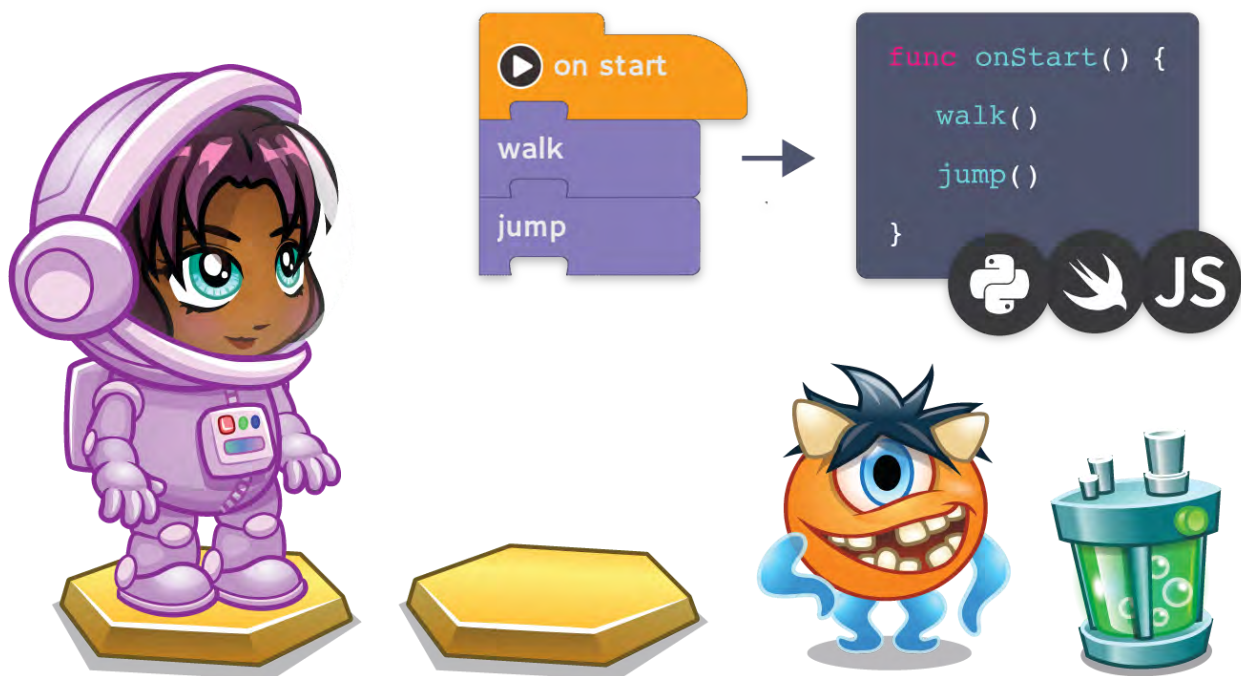 on start
walk
jump
func onStart() {
walk()
jump()
}
JS